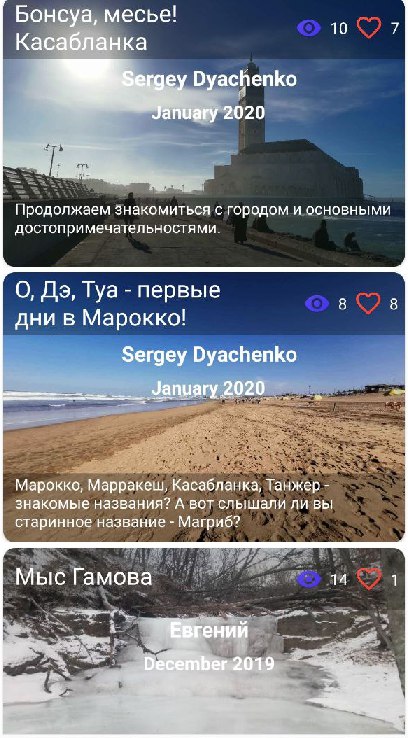 Бонсуа, месье!
Касабланка
10
7
Sergey Dyachenko
January 2020
Продолжаем знакомиться с городом и основными
достопримечательностями.
О, Дэ, Туа - первые
дни в Марокко!
8
8
Sergey Dyachenko
January 2020
Марокко, Марракеш, Касабланка, Танжер -
знакомые названия? А вот слышали ли вы
старинное название - Магриб?
Мыс Гамова
14
1
Евгений
December 2019